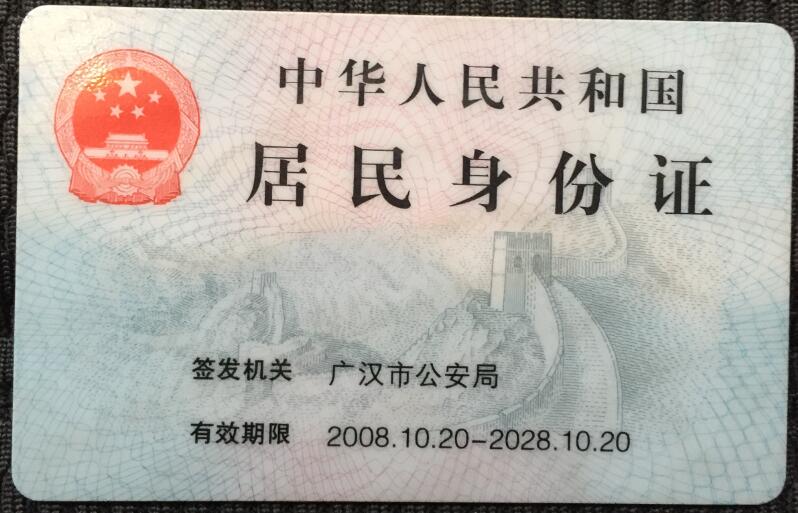 中华人民共和国
居民身份证
签发机关 广汉市公安局
有效期限 2008.10.20-2028.10.20